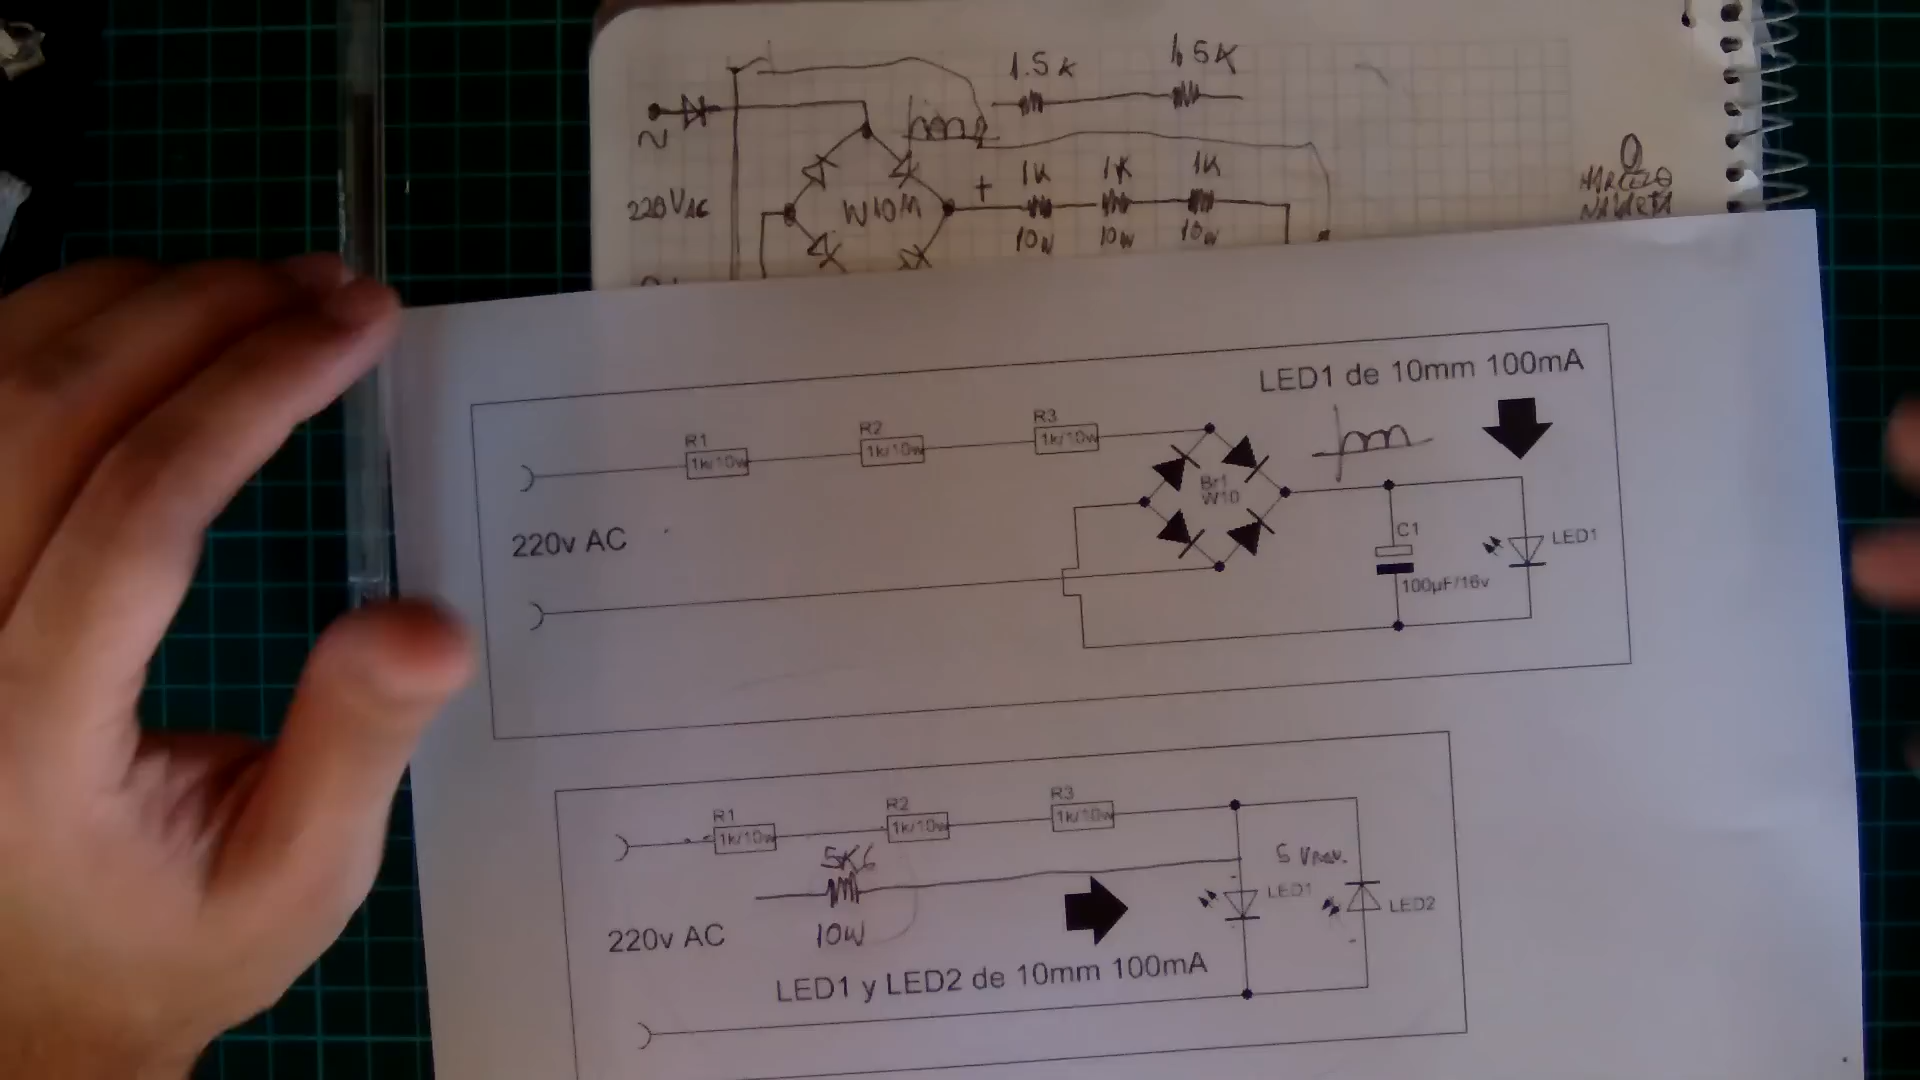 1.5K 1.5K
220VAC
W10M
+
1K 1K 1K
10W 10W 10W
MARCELO
LED1 de 10mm 100mA
R1 R2 R3
1k/10w 1k/10w 1k/10w
Br1
W10
220v AC
C1
100µF/16v
LED1
R1 R2 R3
1k/10w 1k/10w 1k/10w
5K6
10W
220v AC
LED1
LED2
LED1 y LED2 de 10mm 100mA